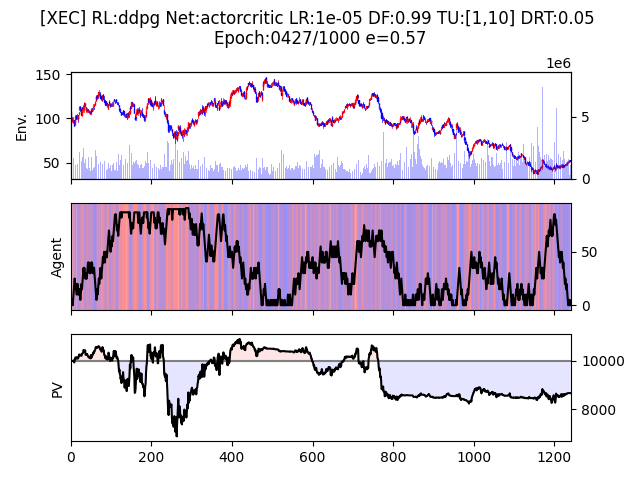 [XEC] RL:ddpg Net:actorcritic LR:1e-05 DF:0.99 TU:[1,10] DRT:0.05
Epoch:0427/1000 e=0.57
1e6
150
100
50
Env.
5
0
Agent
50
0
PV
10000
8000
0 200 400 600 800 1000 1200